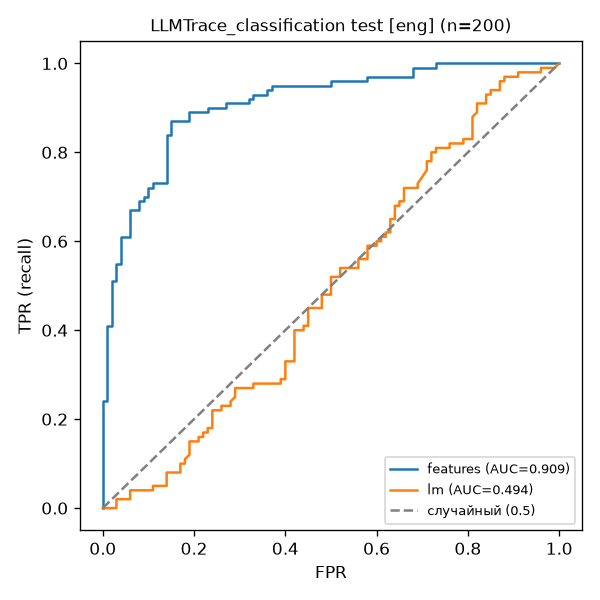 LLMTrace_classification test [eng] (n=200)
TPR (recall)
1.0
0.8
0.6
0.4
0.2
0.0
0.0 0.2 0.4 0.6 0.8 1.0
FPR
features (AUC=0.909)
lm (AUC=0.494)
случайный (0.5)